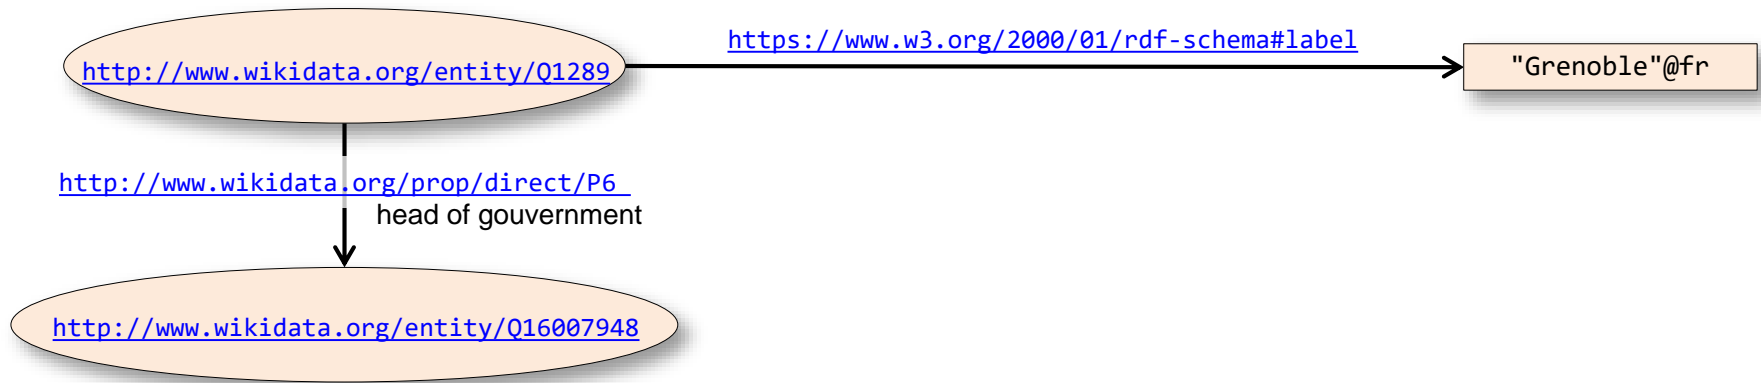 https://www.w3.org/2000/01/rdf-schema#label
http://www.wikidata.org/entity/Q1289
"Grenoble"@fr
http://www.wikidata.org/prop/direct/P6
head of gouvernment
http://www.wikidata.org/entity/Q16007948